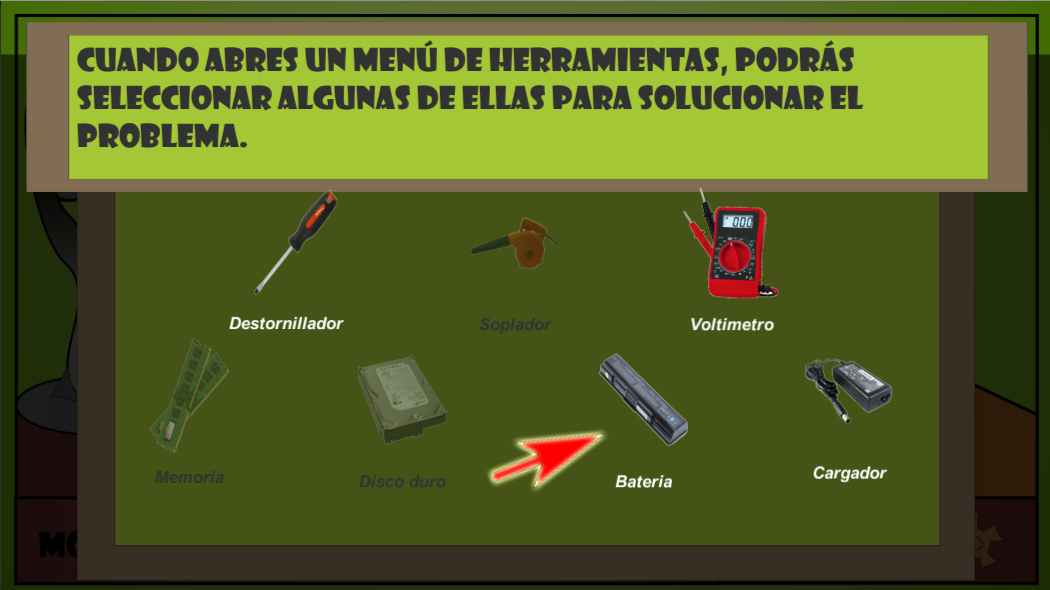 CUANDO ABRES UN MENÚ DE HERRAMIENTAS, PODRÁS
SELECCIONAR ALGUNAS DE ELLAS PARA SOLUCIONAR EL
PROBLEMA.
000
Destornillador
Soplador
Voltimetro
Memoria
Disco duro
Bateria
Cargador